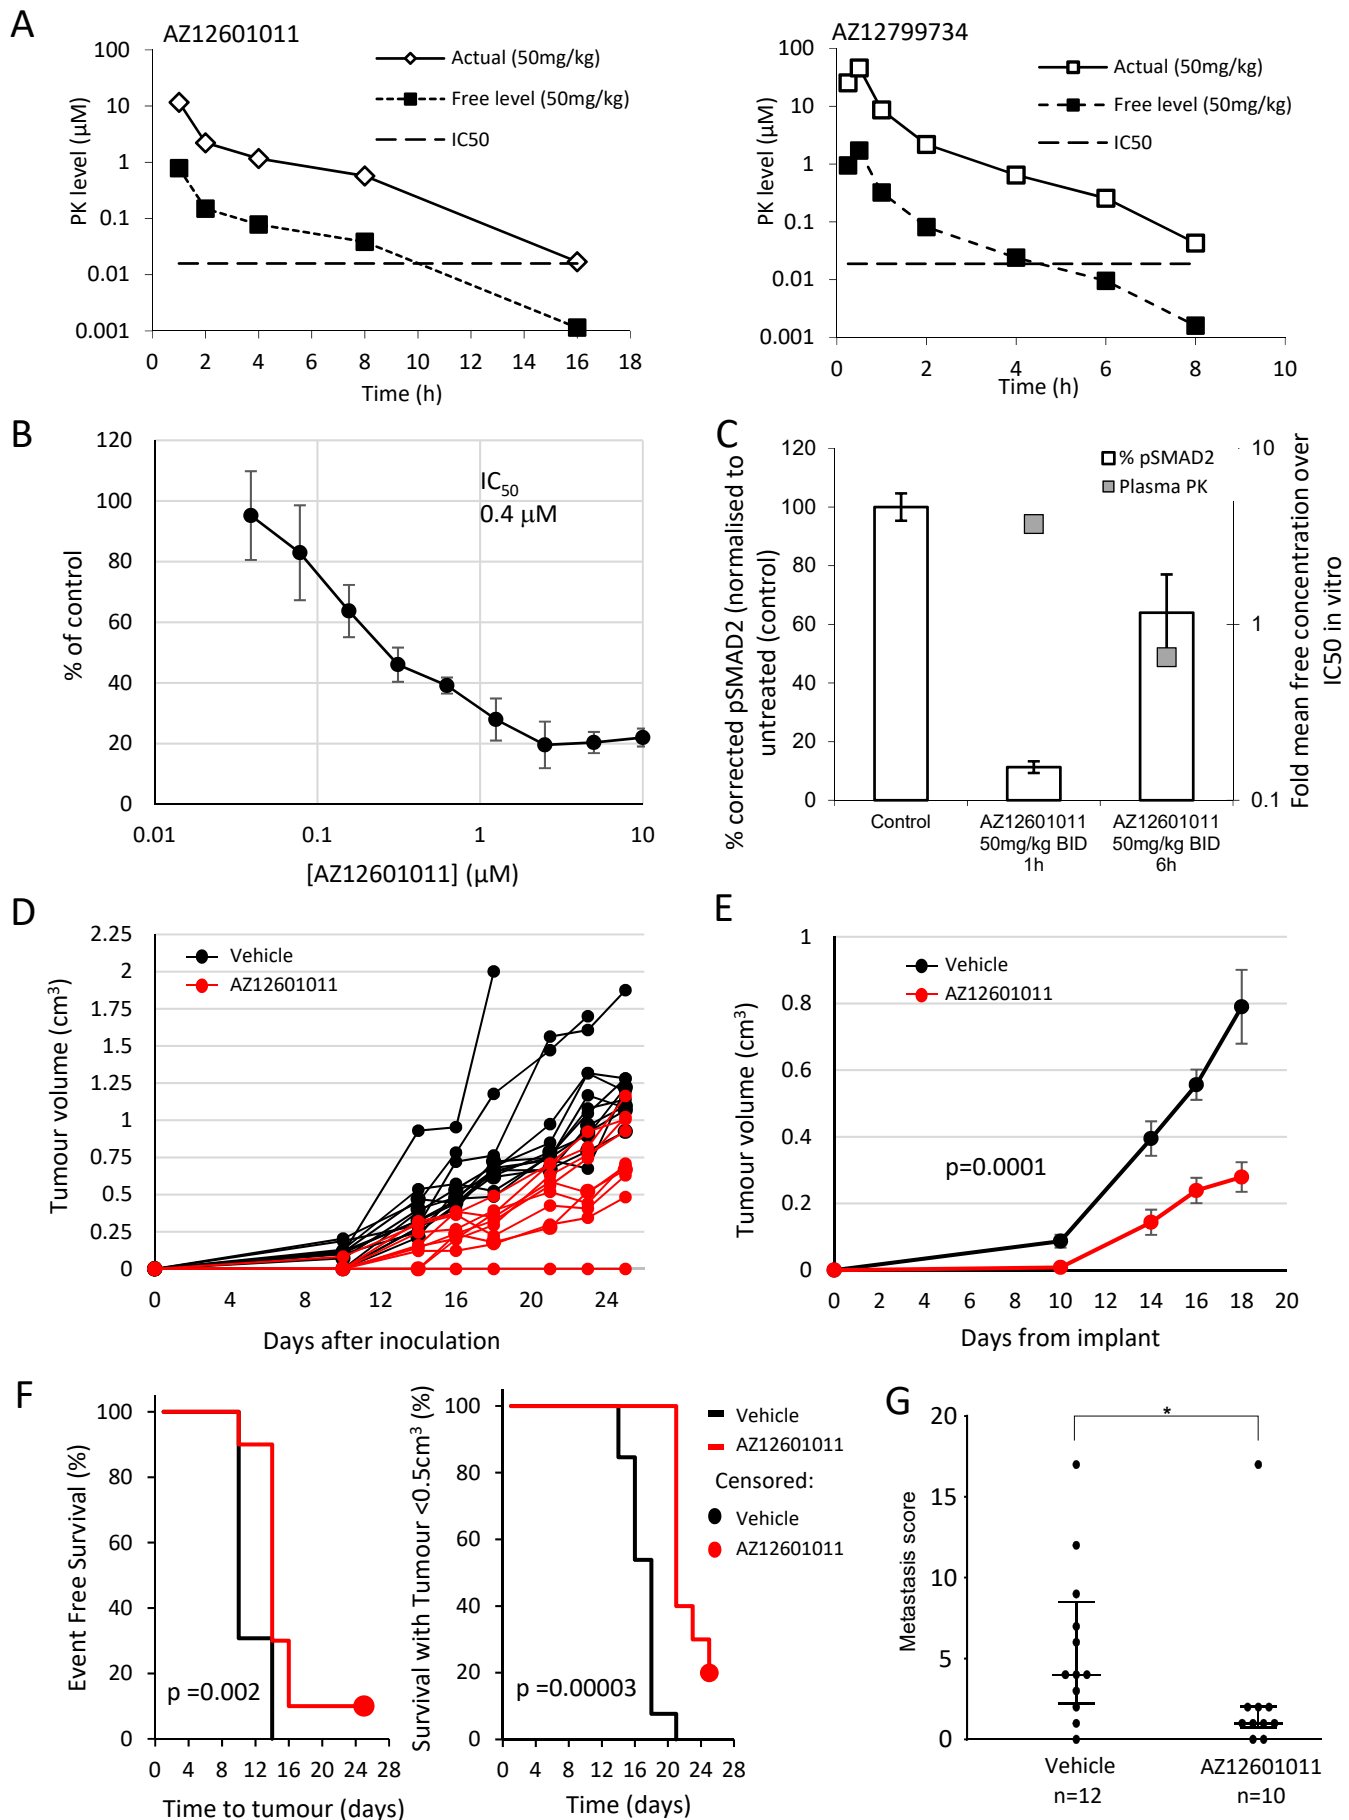 A
AZ12601011
Actual (50mg/kg)
Free level (50mg/kg)
IC50
PK level (µM)
100
10
1
0.1
0.01
0.001
0 2 4 6 8 10 12 14 16 18
Time (h)
AZ12799734
Actual (50mg/kg)
Free level (50mg/kg)
IC50
PK level (µM)
100
10
1
0.1
0.01
0.001
0 2 4 6 8 10
Time (h)
B
IC50
0.4 µM
% of control
120
100
80
60
40
20
0
0.01 0.1 1 10
[AZ12601011] (µM)
C
% pSMAD2
Plasma PK
% corrected pSMAD2 (normalised to
untreated (control)
120
100
80
60
40
20
0
10
1
0.1
Fold mean free concentration over
IC50 in vitro
Control
AZ12601011
50mg/kg BID
1h
AZ12601011
50mg/kg BID
6h
D
Vehicle
AZ12601011
Tumour volume (cm3)
2.25
2
1.75
1.5
1.25
1
0.75
0.5
0.25
0
0 4 8 12 16 20 24
Days after inoculation
E
Vehicle
AZ12601011
p=0.0001
Tumour volume (cm3)
1
0.8
0.6
0.4
0.2
0
0 2 4 6 8 10 12 14 16 18 20
Days from implant
F
Event Free Survival (%)
100
80
60
40
20
0
p =0.002
0 4 8 12 16 20 24 28
Time to tumour (days)
Survival with Tumour <0.5cm3 (%)
100
80
60
40
20
0
p =0.00003
0 4 8 12 16 20 24 28
Time (days)
Vehicle
AZ12601011
Censored:
Vehicle
AZ12601011
G
*
Metastasis score
20
15
10
5
0
Vehicle
n=12
AZ12601011
n=10